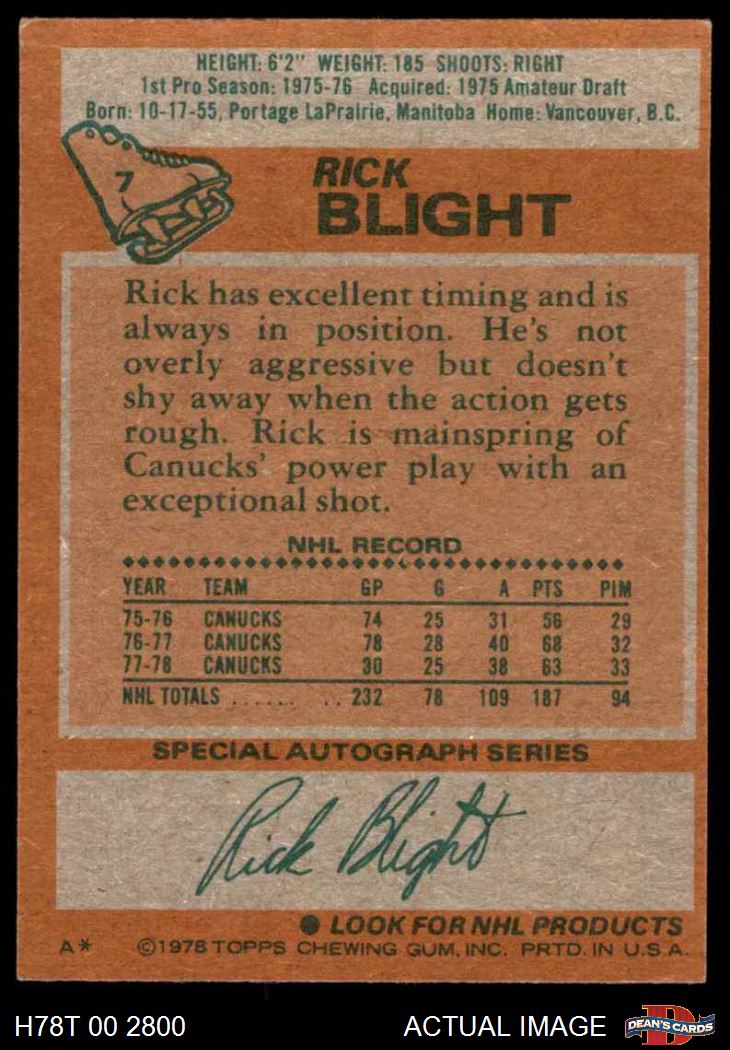 HEIGHT: 6'2" WEIGHT: 185 SHOOTS: RIGHT
1st Pro Season: 1975-76 Acquired: 1975 Amateur Draft
Born: 10-17-55, Portage LaPrairie, Manitoba Home: Vancouver, B.C.
7
RICK
BLIGHT
Rick has excellent timing and is
always in position. He's not
overly aggressive but doesn't
shy away when the action gets
rough. Rick is mainspring of
Canucks' power play with an
exceptional shot.
NHL RECORD
YEAR TEAM GP G A PTS PIM
75-76 CANUCKS 74 25 31 56 29
76-77 CANUCKS 78 28 40 68 32
77-78 CANUCKS 80 25 38 63 33
NHL TOTALS ........ 232 78 109 187 94
SPECIAL AUTOGRAPH SERIES
Rick Blight
● LOOK FOR NHL PRODUCTS
A* ©1978 TOPPS CHEWING GUM, INC. PRTD. IN U.S.A.
H78T 00 2800 ACTUAL IMAGE
D
DEAN'S CARDS